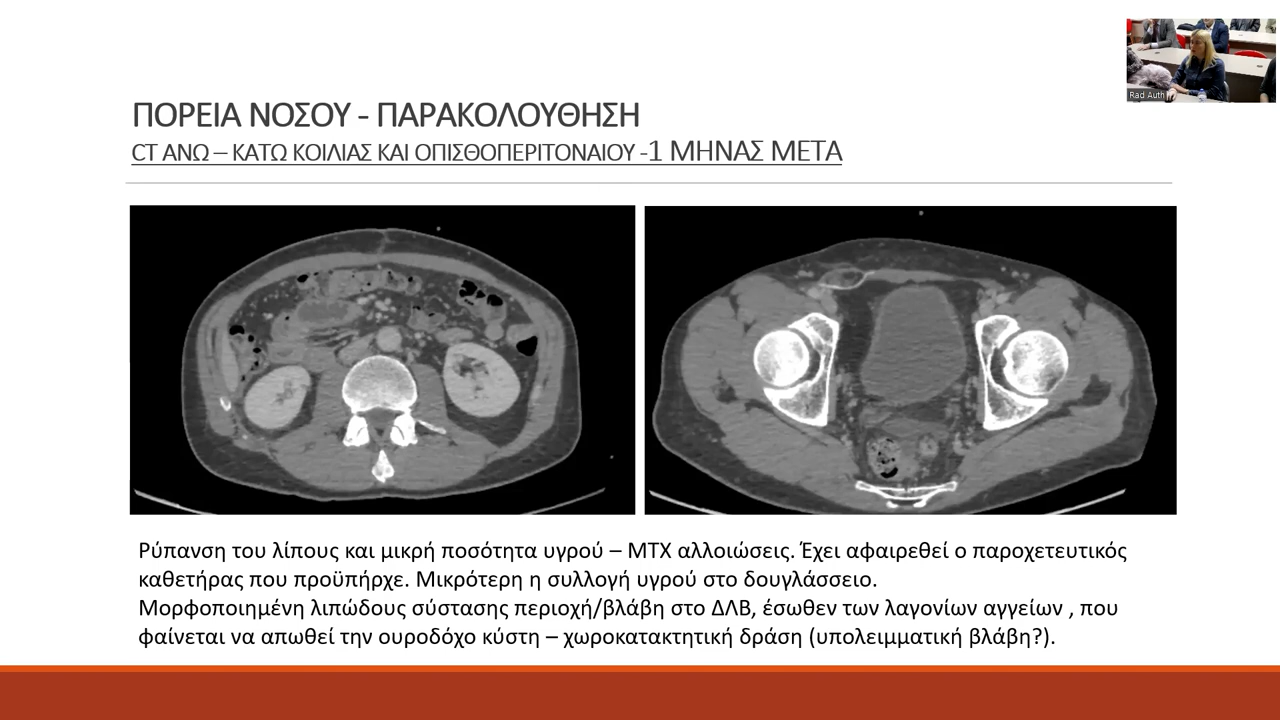 ΠΟΡΕΙΑ ΝΟΣΟΥ - ΠΑΡΑΚΟΛΟΥΘΗΣΗ
CT ΑΝΩ – ΚΑΤΩ ΚΟΙΛΙΑΣ ΚΑΙ ΟΠΙΣΘΟΠΕΡΙΤΟΝΑΙΟΥ -1 ΜΗΝΑΣ ΜΕΤΑ
Rad Auth
Ρύπανση του λίπους και μικρή ποσότητα υγρού – ΜΤΧ αλλοιώσεις. Έχει αφαιρεθεί ο παροχετευτικός
καθετήρας που προϋπήρχε. Μικρότερη η συλλογή υγρού στο δουγλάσσειο.
Μορφοποιημένη λιπώδους σύστασης περιοχή/βλάβη στο ΔΛΒ, έσωθεν των λαγονίων αγγείων , που
φαίνεται να απωθεί την ουροδόχο κύστη – χωροκατακτητική δράση (υπολειμματική βλάβη?).